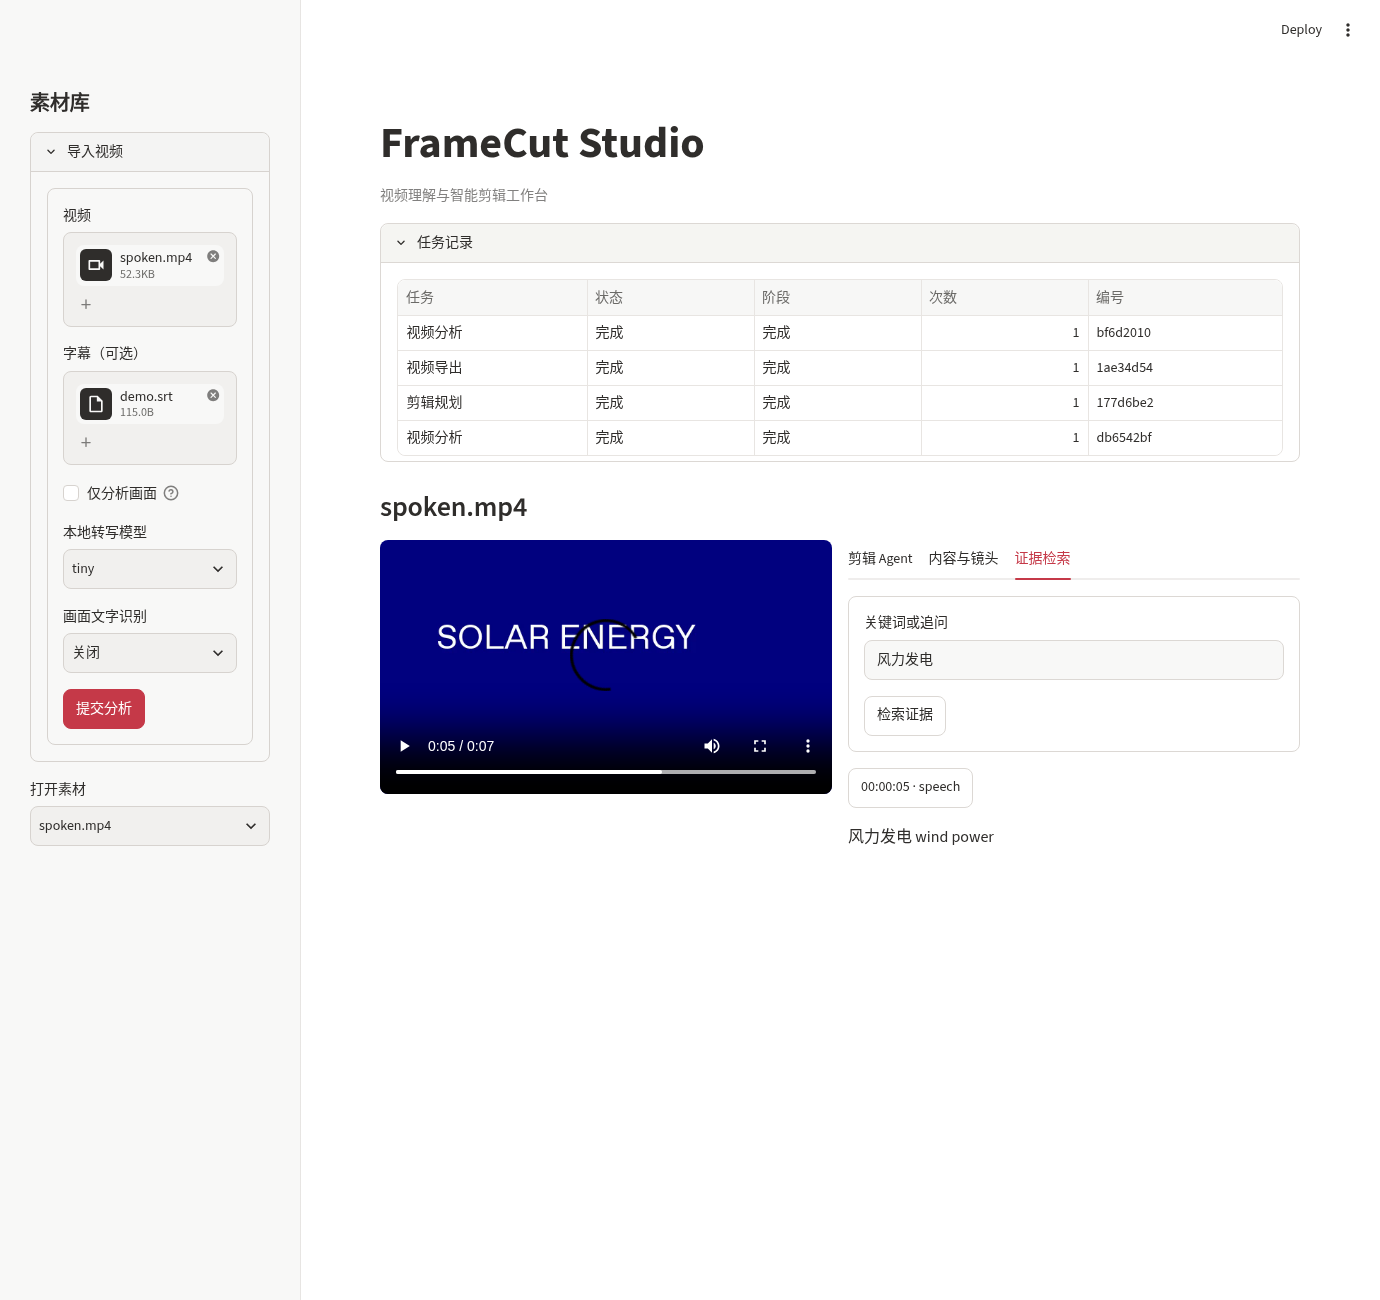 Deploy
素材库
导入视频
视频
spoken.mp4
52.3KB
字幕（可选）
demo.srt
115.0B
仅分析画面
本地转写模型
tiny
画面文字识别
关闭
提交分析
打开素材
spoken.mp4
FrameCut Studio
视频理解与智能剪辑工作台
任务记录
任务 状态 阶段 次数 编号
视频分析 完成 完成 1 bf6d2010
视频导出 完成 完成 1 1ae34d54
剪辑规划 完成 完成 1 177d6be2
视频分析 完成 完成 1 db6542bf
spoken.mp4
SOLAR ENERGY
0:05 / 0:07
剪辑 Agent 内容与镜头 证据检索
关键词或追问
风力发电
检索证据
00:00:05 · speech
风力发电 wind power